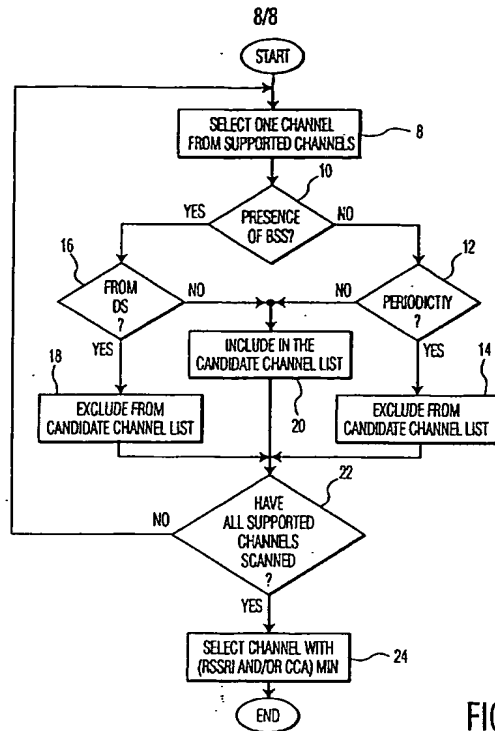 8/8
START
SELECT ONE CHANNEL
FROM SUPPORTED CHANNELS
8
10
YES
PRESENCE
OF BSS?
NO
16
FROM
DS
?
NO
12
NO
PERIODICTIY
?
YES
INCLUDE IN THE
CANDIDATE CHANNEL LIST
20
YES
18
EXCLUDE FROM
CANDIDATE CHANNEL LIST
14
EXCLUDE FROM
CANDIDATE CHANNEL LIST
22
NO
HAVE
ALL SUPPORTED
CHANNELS
SCANNED
?
YES
SELECT CHANNEL WITH
(RSSRI AND/OR CCA) MIN
24
END
FIG